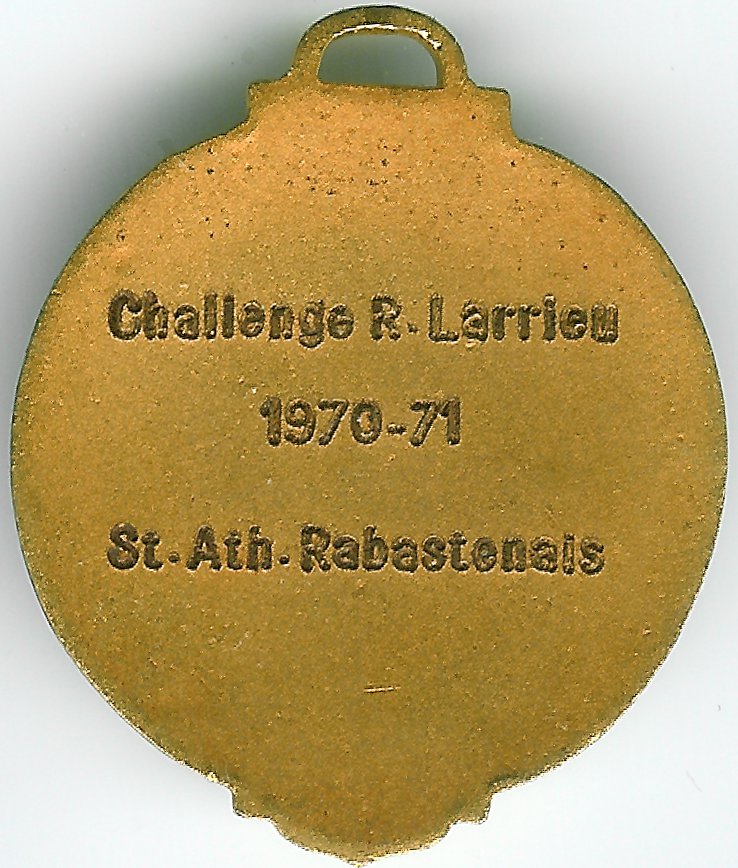 Challenge R. Larrieu
1970-71
St. Ath. Rabastenais